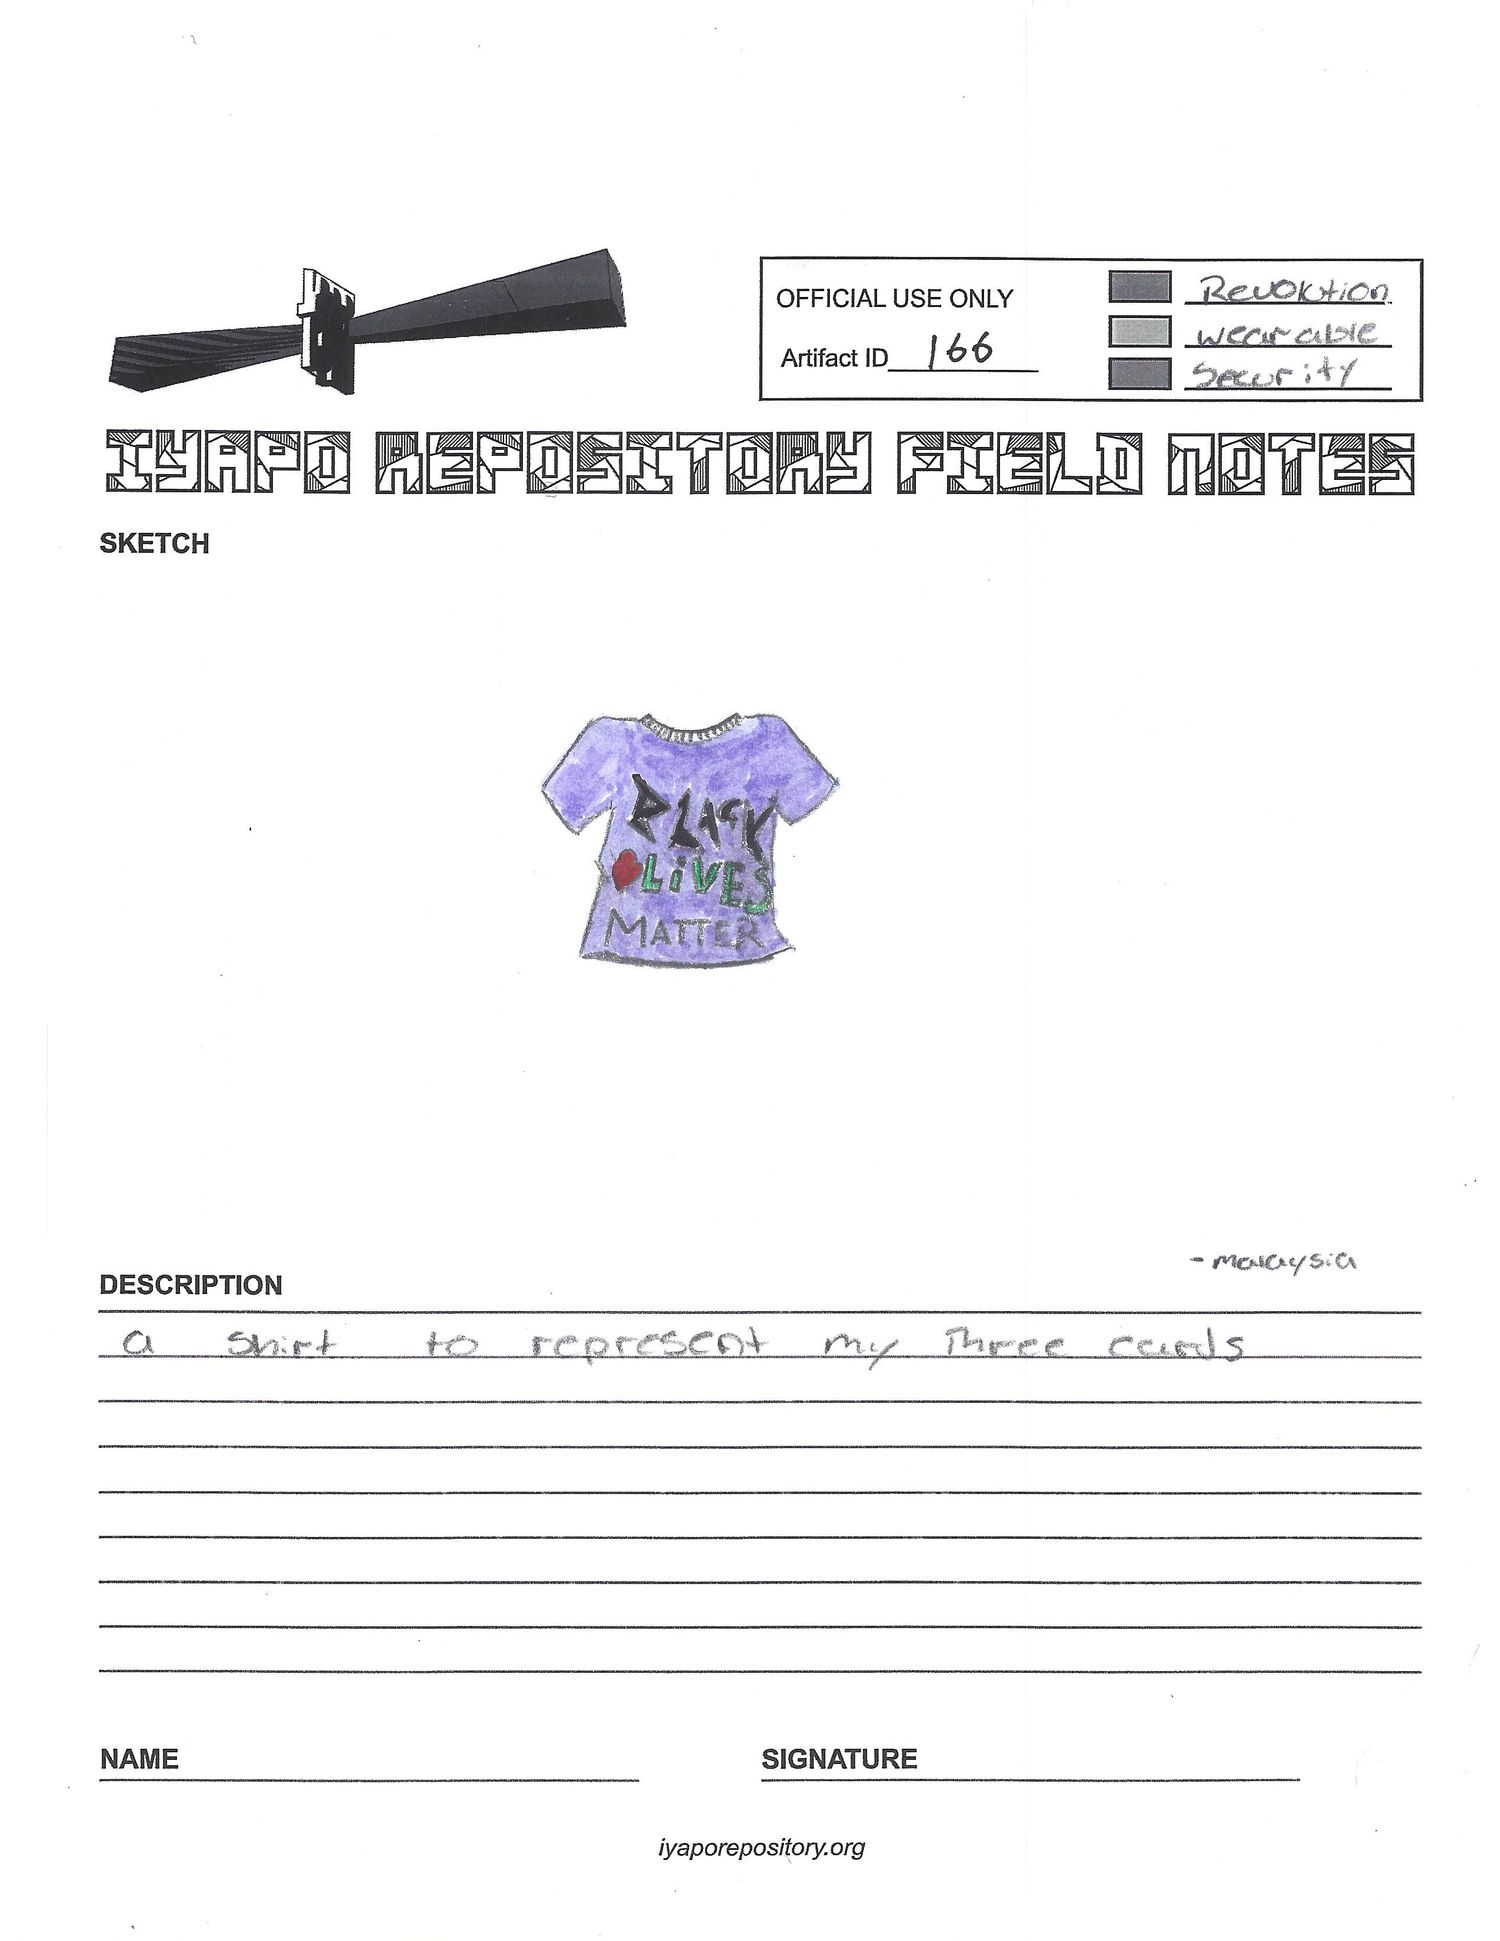 OFFICIAL USE ONLY
Revolution
Artifact ID 166
wearable
Security
IYAPO REPOSITORY FIELD NOTES
SKETCH
BLACK
LIVES
MATTER
- malaysia
DESCRIPTION
a shirt to represent my Three cards
NAME
SIGNATURE
iyaporepository.org